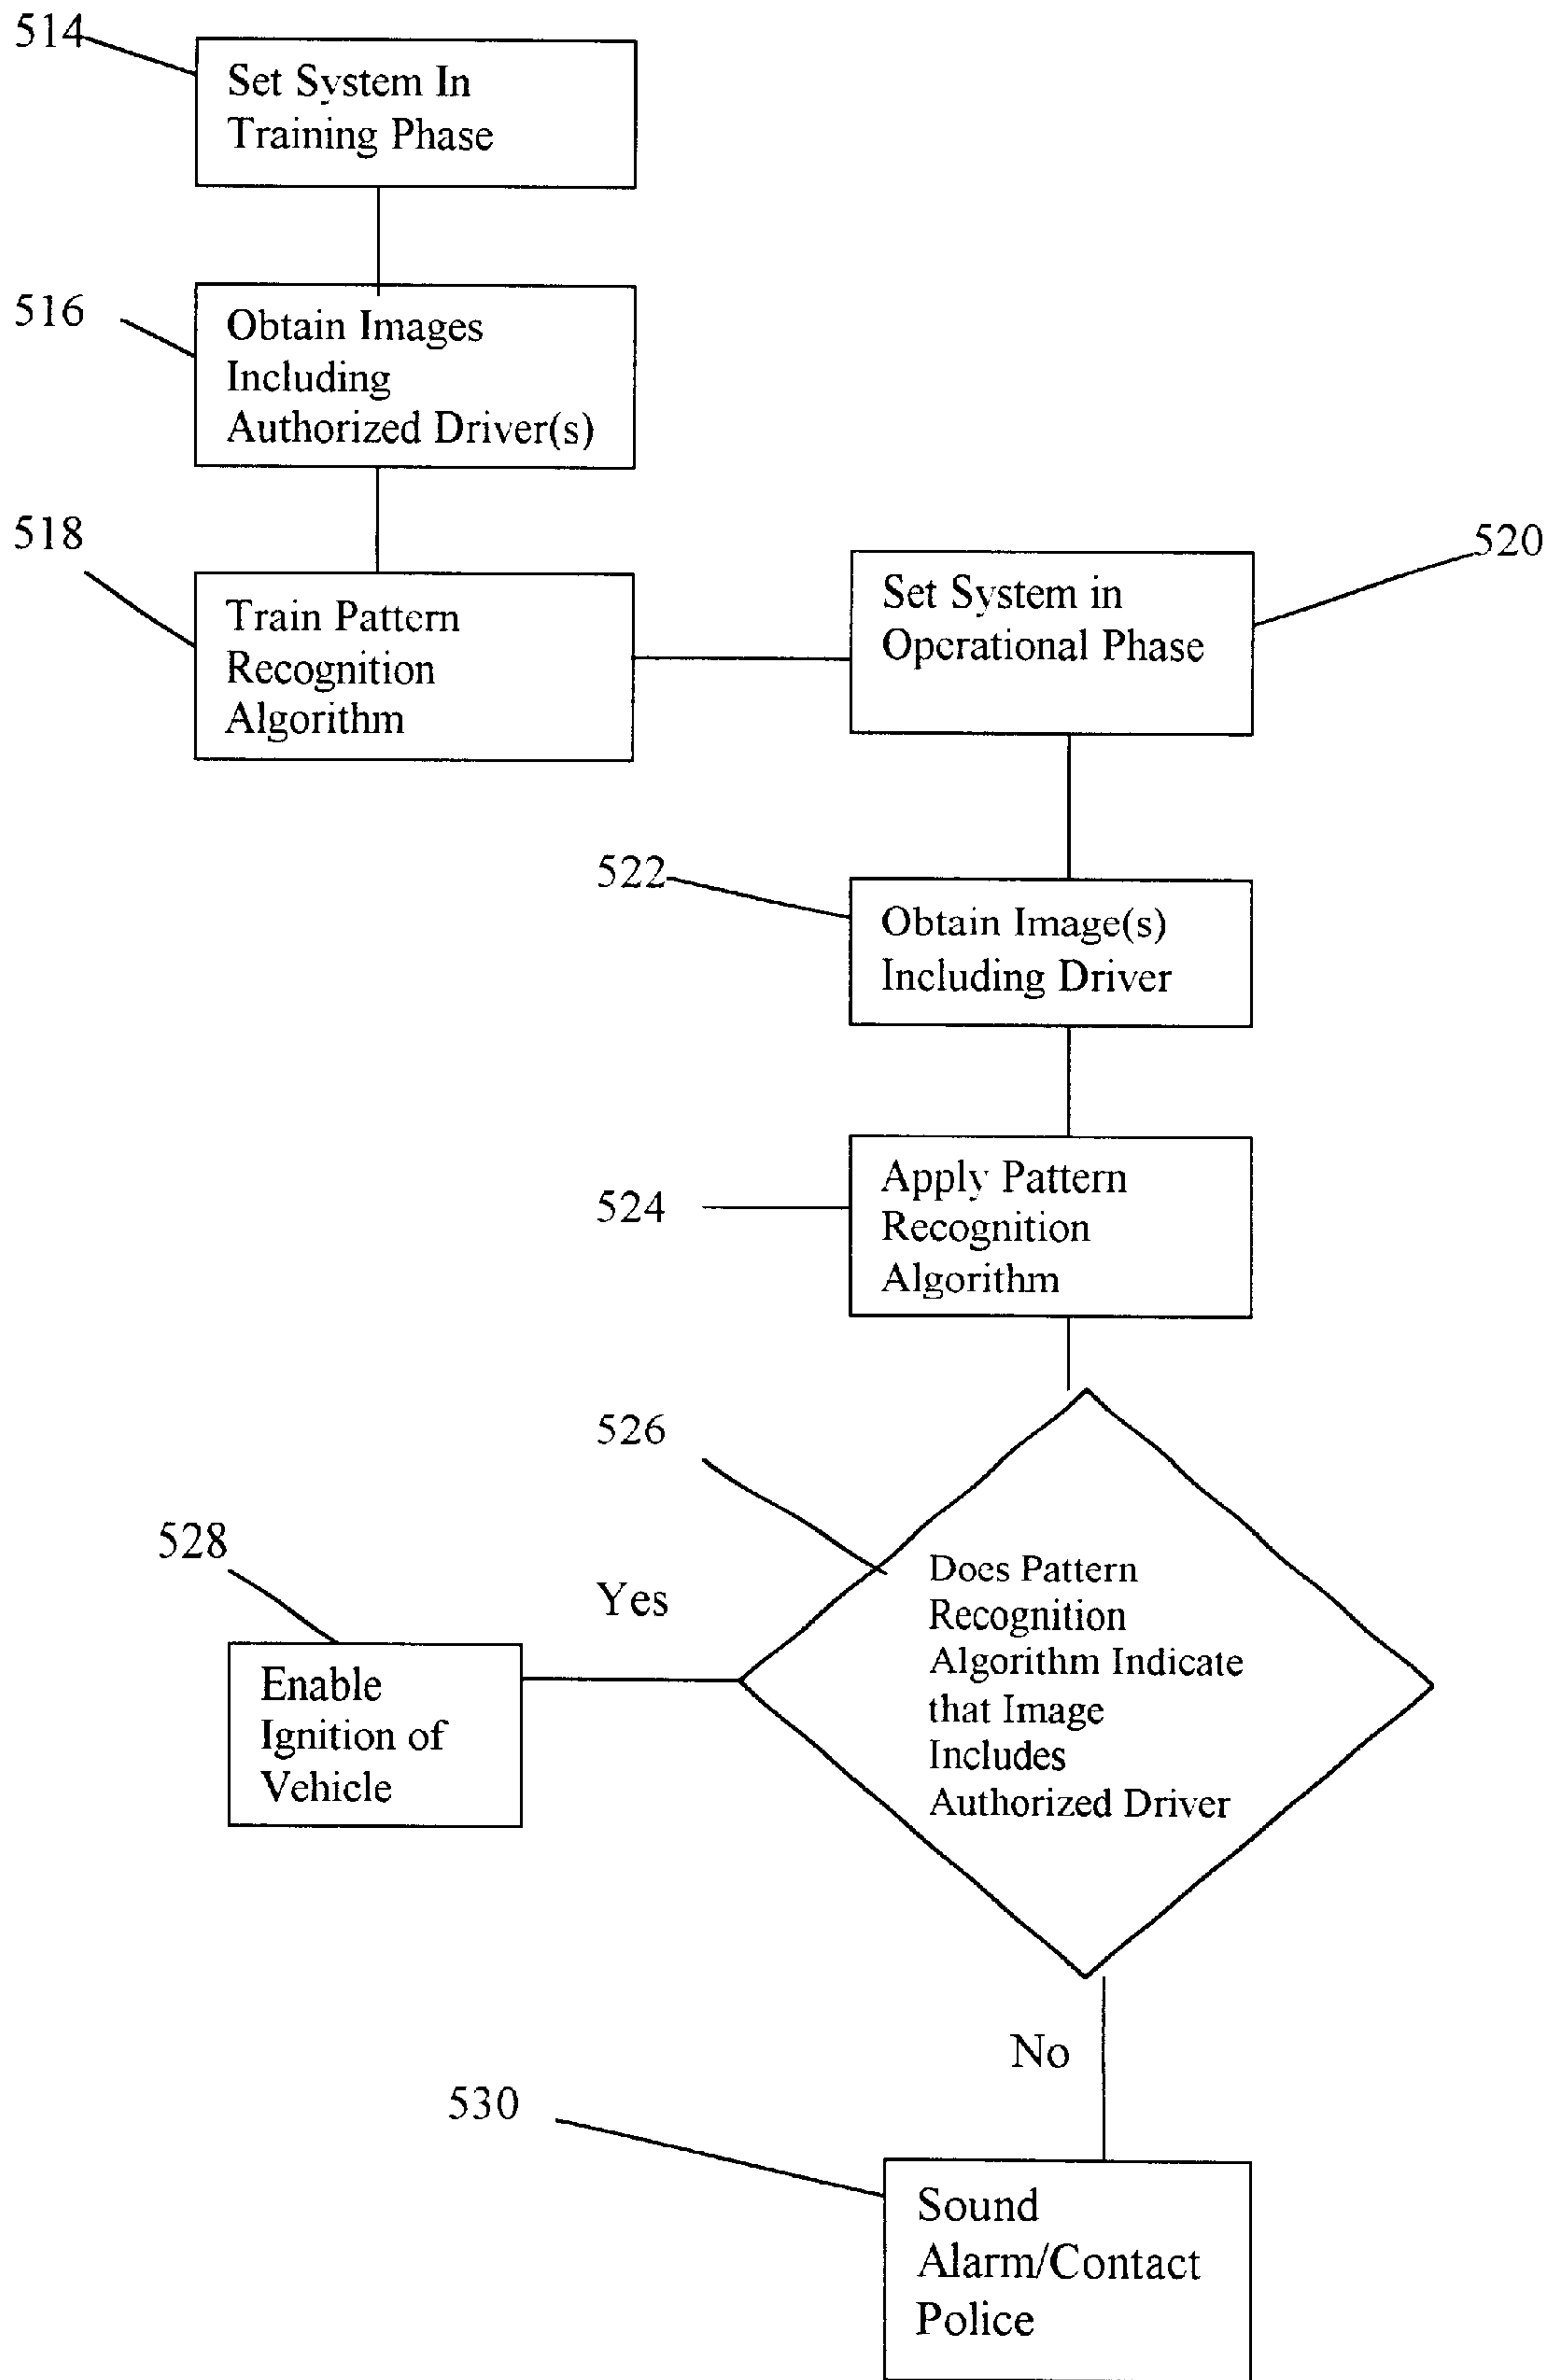 514
Set System In
Training Phase
516
Obtain Images
Including
Authorized Driver(s)
518
Train Pattern
Recognition
Algorithm
520
Set System in
Operational Phase
522
Obtain Image(s)
Including Driver
524
Apply Pattern
Recognition
Algorithm
526
Does Pattern
Recognition
Algorithm Indicate
that Image
Includes
Authorized Driver
Yes
528
Enable
Ignition of
Vehicle
No
530
Sound
Alarm/Contact
Police